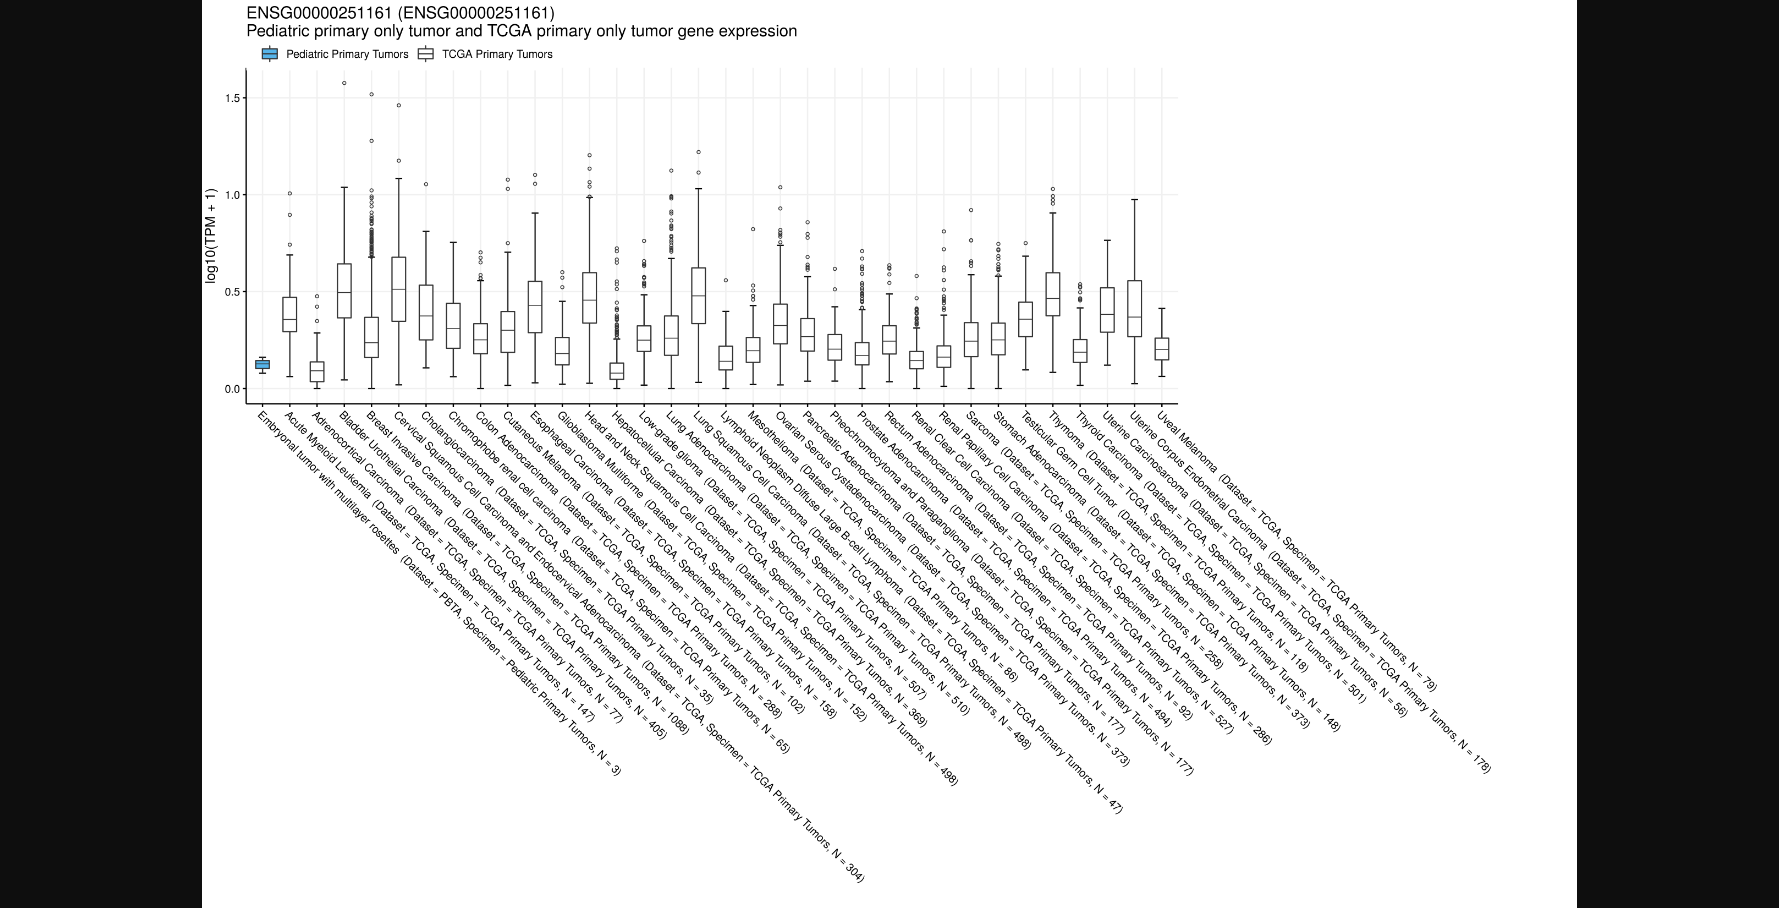 ENSG00000251161 (ENSG00000251161)
Pediatric primary only tumor and TCGA primary only tumor gene expression
Pediatric Primary Tumors
TCGA Primary Tumors
log10(TPM + 1)
1.5
1.0
0.5
0.0
Embryonal tumor with multilayer rosettes (Dataset = PBTA, Specimen = Pediatric Primary Tumors, N = 3)
Acute Myeloid Leukemia (Dataset = TCGA, Specimen = TCGA Primary Tumors, N = 147)
Adrenocortical Carcinoma (Dataset = TCGA, Specimen = TCGA Primary Tumors, N = 77)
Bladder Urothelial Carcinoma (Dataset = TCGA, Specimen = TCGA Primary Tumors, N = 405)
Breast Invasive Carcinoma (Dataset = TCGA, Specimen = TCGA Primary Tumors, N = 1088)
Cervical Squamous Cell Carcinoma and Endocervical Adenocarcinoma (Dataset = TCGA, Specimen = TCGA Primary Tumors, N = 304)
Cholangiocarcinoma (Dataset = TCGA, Specimen = TCGA Primary Tumors, N = 35)
Chromophobe renal cell carcinoma (Dataset = TCGA, Specimen = TCGA Primary Tumors, N = 65)
Colon Adenocarcinoma (Dataset = TCGA, Specimen = TCGA Primary Tumors, N = 288)
Cutaneous Melanoma (Dataset = TCGA, Specimen = TCGA Primary Tumors, N = 102)
Esophageal Carcinoma (Dataset = TCGA, Specimen = TCGA Primary Tumors, N = 158)
Glioblastoma Multiforme (Dataset = TCGA, Specimen = TCGA Primary Tumors, N = 152)
Head and Neck Squamous Cell Carcinoma (Dataset = TCGA, Specimen = TCGA Primary Tumors, N = 498)
Hepatocellular Carcinoma (Dataset = TCGA, Specimen = TCGA Primary Tumors, N = 369)
Low-grade glioma (Dataset = TCGA, Specimen = TCGA Primary Tumors, N = 507)
Lung Adenocarcinoma (Dataset = TCGA, Specimen = TCGA Primary Tumors, N = 510)
Lung Squamous Cell Carcinoma (Dataset = TCGA, Specimen = TCGA Primary Tumors, N = 498)
Lymphoid Neoplasm Diffuse Large B-cell Lymphoma (Dataset = TCGA, Specimen = TCGA Primary Tumors, N = 47)
Mesothelioma (Dataset = TCGA, Specimen = TCGA Primary Tumors, N = 86)
Ovarian Serous Cystadenocarcinoma (Dataset = TCGA, Specimen = TCGA Primary Tumors, N = 373)
Pancreatic Adenocarcinoma (Dataset = TCGA, Specimen = TCGA Primary Tumors, N = 177)
Pheochromocytoma and Paraganglioma (Dataset = TCGA, Specimen = TCGA Primary Tumors, N = 177)
Prostate Adenocarcinoma (Dataset = TCGA, Specimen = TCGA Primary Tumors, N = 494)
Rectum Adenocarcinoma (Dataset = TCGA, Specimen = TCGA Primary Tumors, N = 92)
Renal Clear Cell Carcinoma (Dataset = TCGA, Specimen = TCGA Primary Tumors, N = 527)
Renal Papillary Cell Carcinoma (Dataset = TCGA, Specimen = TCGA Primary Tumors, N = 286)
Sarcoma (Dataset = TCGA, Specimen = TCGA Primary Tumors, N = 258)
Stomach Adenocarcinoma (Dataset = TCGA, Specimen = TCGA Primary Tumors, N = 373)
Testicular Germ Cell Tumor (Dataset = TCGA, Specimen = TCGA Primary Tumors, N = 148)
Thymoma (Dataset = TCGA, Specimen = TCGA Primary Tumors, N = 118)
Thyroid Carcinoma (Dataset = TCGA, Specimen = TCGA Primary Tumors, N = 501)
Uterine Carcinosarcoma (Dataset = TCGA, Specimen = TCGA Primary Tumors, N = 56)
Uterine Corpus Endometrial Carcinoma (Dataset = TCGA, Specimen = TCGA Primary Tumors, N = 178)
Uveal Melanoma (Dataset = TCGA, Specimen = TCGA Primary Tumors, N = 79)